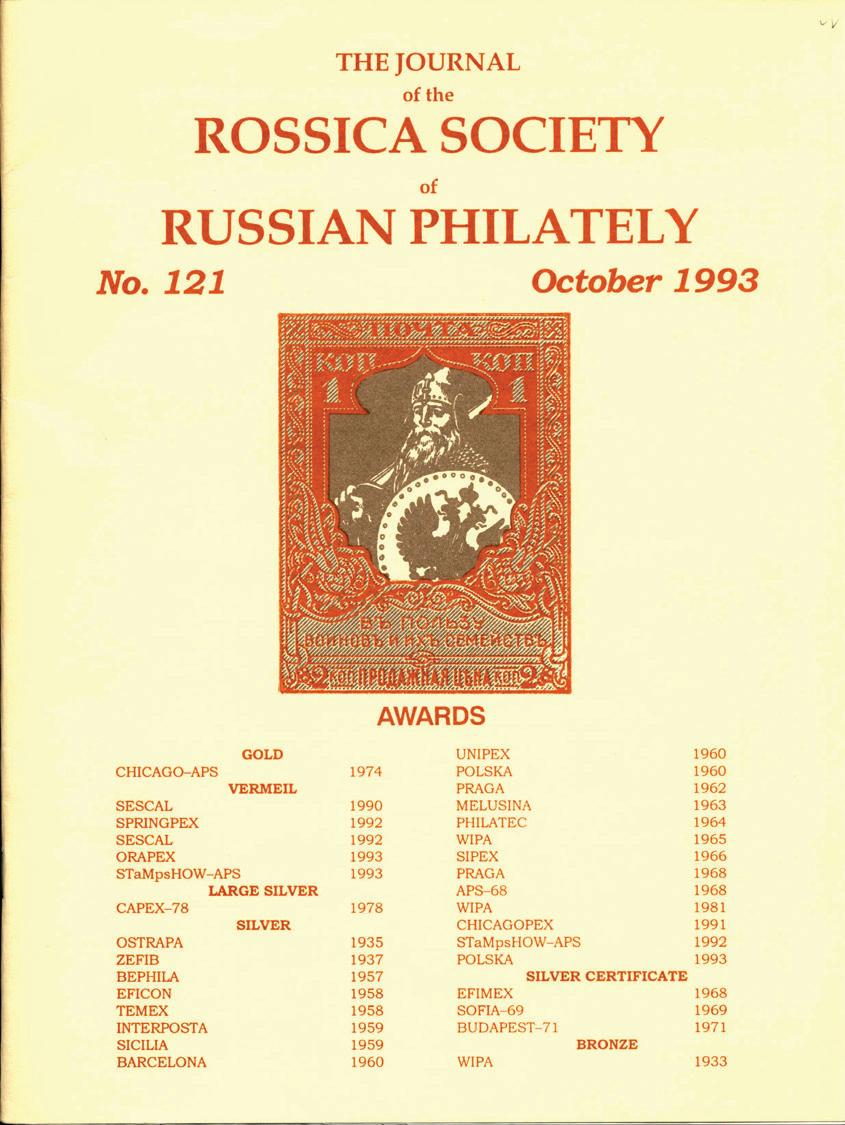 THE JOURNAL
of the
ROSSICA SOCIETY
of
RUSSIAN PHILATELY
No. 121 October 1993
ПОЧТА
КОП КОП
1 1
ВЪ ПОЛЬЗУ
ВОИНОВЪ И ИХЪ СЕМЕЙСТВЪ
2 КОП ПРОДАЖНАЯ ЦѢНА КОП 2
AWARDS
GOLD
CHICAGO–APS 1974
VERMEIL
SESCAL 1990
SPRINGPEX 1992
SESCAL 1992
ORAPEX 1993
STaMpsHOW–APS 1993
LARGE SILVER
CAPEX–78 1978
SILVER
OSTRAPA 1935
ZEFIB 1937
BEPHILA 1957
EFICON 1958
TEMEX 1958
INTERPOSTA 1959
SICILIA 1959
BARCELONA 1960
UNIPEX 1960
POLSKA 1960
PRAGA 1962
MELUSINA 1963
PHILATEC 1964
WIPA 1965
SIPEX 1966
PRAGA 1968
APS–68 1968
WIPA 1981
CHICAGOPEX 1991
STaMpsHOW–APS 1992
POLSKA 1993
SILVER CERTIFICATE
EFIMEX 1968
SOFIA–69 1969
BUDAPEST–71 1971
BRONZE
WIPA 1933